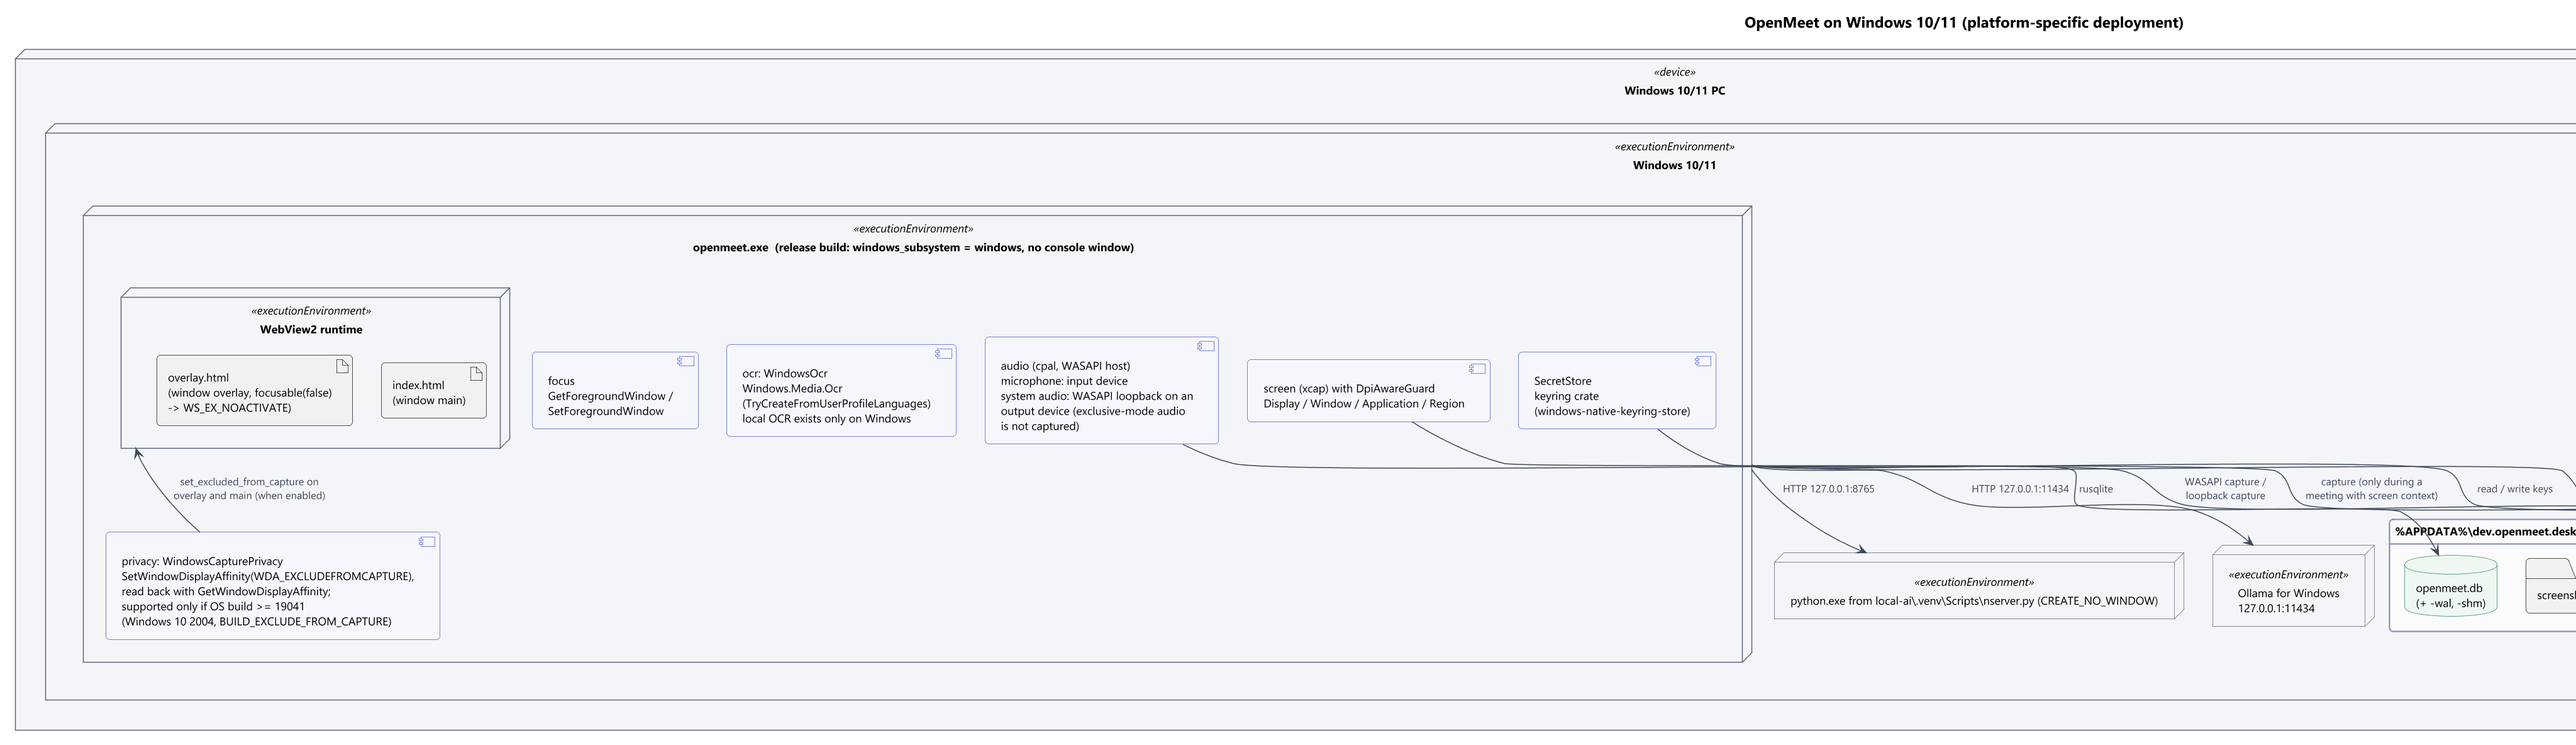 OpenMeet on Windows 10/11 (platform-specific deployment)
«device»
Windows 10/11 PC
«executionEnvironment»
Windows 10/11
«executionEnvironment»
openmeet.exe  (release build: windows_subsystem = windows, no console window)
«executionEnvironment»
WebView2 runtime
overlay.html
(window overlay, focusable(false)
-> WS_EX_NOACTIVATE)
index.html
(window main)
focus
GetForegroundWindow /
SetForegroundWindow
ocr: WindowsOcr
Windows.Media.Ocr
(TryCreateFromUserProfileLanguages)
local OCR exists only on Windows
audio (cpal, WASAPI host)
microphone: input device
system audio: WASAPI loopback on an
output device (exclusive-mode audio
is not captured)
screen (xcap) with DpiAwareGuard
Display / Window / Application / Region
SecretStore
keyring crate
(windows-native-keyring-store)
set_excluded_from_capture on
overlay and main (when enabled)
HTTP 127.0.0.1:8765
HTTP 127.0.0.1:11434
rusqlite
WASAPI capture /
loopback capture
capture (only during a
meeting with screen context)
read / write keys
privacy: WindowsCapturePrivacy
SetWindowDisplayAffinity(WDA_EXCLUDEFROMCAPTURE),
read back with GetWindowDisplayAffinity;
supported only if OS build >= 19041
(Windows 10 2004, BUILD_EXCLUDE_FROM_CAPTURE)
«executionEnvironment»
python.exe from local-ai\.venv\Scripts\nserver.py (CREATE_NO_WINDOW)
«executionEnvironment»
Ollama for Windows
127.0.0.1:11434
%APPDATA%\dev.openmeet.desk
openmeet.db
(+ -wal, -shm)
screensh